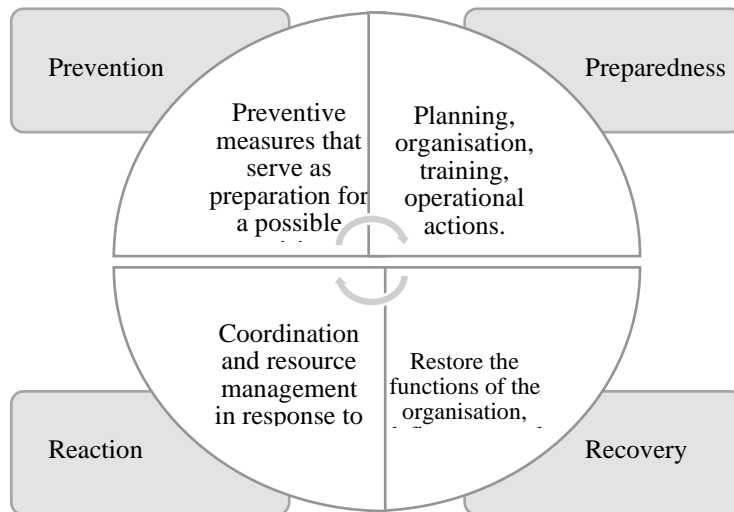 Prevention
Preventive
measures that
serve as
preparation for
a possible
Preparedness
Planning,
organisation,
training,
operational
actions.
Reaction
Coordination
and resource
management
in response to
Recovery
Restore the
functions of the
organisation,